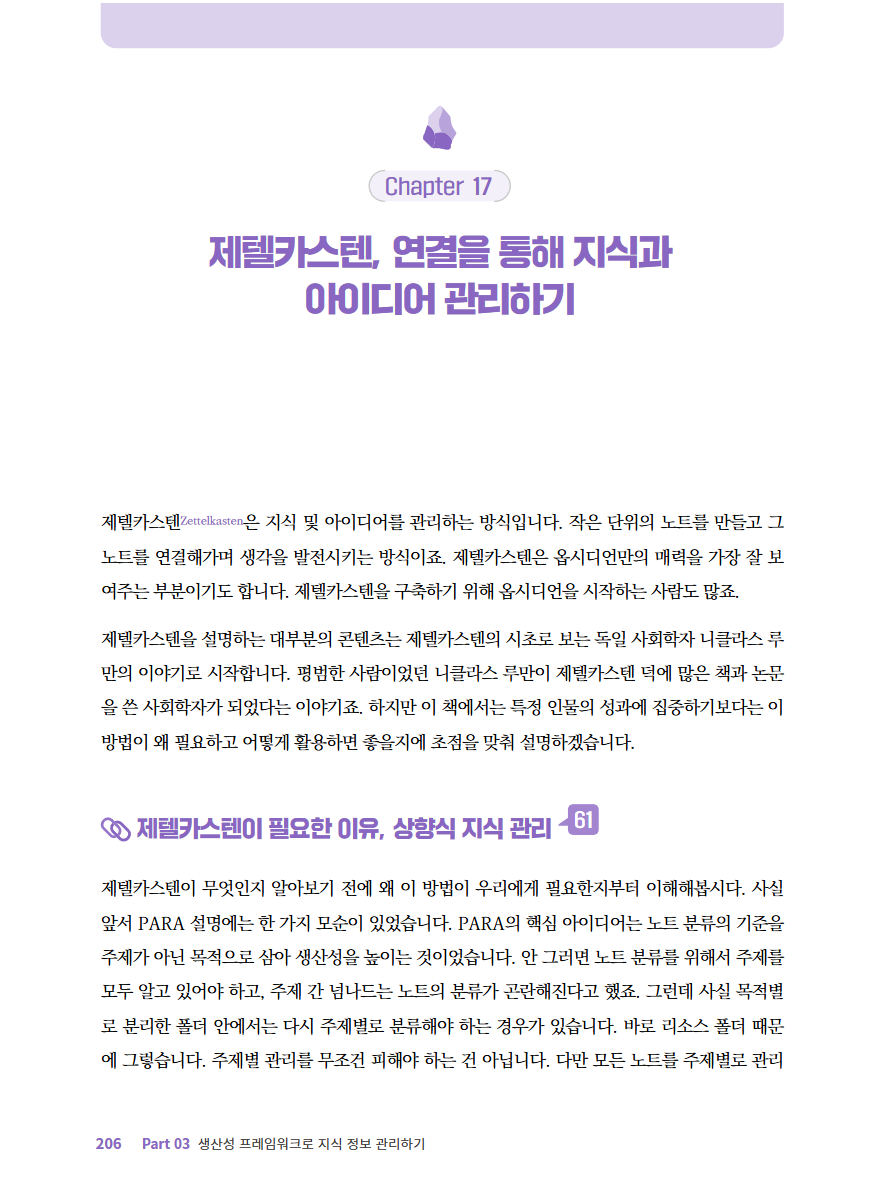 Chapter 17
제텔카스텐, 연결을 통해 지식과
아이디어 관리하기
제텔카스텐Zettelkasten은 지식 및 아이디어를 관리하는 방식입니다. 작은 단위의 노트를 만들고 그
노트를 연결해가며 생각을 발전시키는 방식이죠. 제텔카스텐은 옵시디언만의 매력을 가장 잘 보
여주는 부분이기도 합니다. 제텔카스텐을 구축하기 위해 옵시디언을 시작하는 사람도 많죠.
제텔카스텐을 설명하는 대부분의 콘텐츠는 제텔카스텐의 시초로 보는 독일 사회학자 니클라스 루
만의 이야기로 시작합니다. 평범한 사람이었던 니클라스 루만이 제텔카스텐 덕에 많은 책과 논문
을 쓴 사회학자가 되었다는 이야기죠. 하지만 이 책에서는 특정 인물의 성과에 집중하기보다는 이
방법이 왜 필요하고 어떻게 활용하면 좋을지에 초점을 맞춰 설명하겠습니다.
제텔카스텐이 필요한 이유, 상향식 지식 관리 61
제텔카스텐이 무엇인지 알아보기 전에 왜 이 방법이 우리에게 필요한지부터 이해해봅시다. 사실
앞서 PARA 설명에는 한 가지 모순이 있었습니다. PARA의 핵심 아이디어는 노트 분류의 기준을
주제가 아닌 목적으로 삼아 생산성을 높이는 것이었습니다. 안 그러면 노트 분류를 위해서 주제를
모두 알고 있어야 하고, 주제 간 넘나드는 노트의 분류가 곤란해진다고 했죠. 그런데 사실 목적별
로 분리한 폴더 안에서는 다시 주제별로 분류해야 하는 경우가 있습니다. 바로 리소스 폴더 때문
에 그렇습니다. 주제별 관리를 무조건 피해야 하는 건 아닙니다. 다만 모든 노트를 주제별로 관리
206 Part 03 생산성 프레임워크로 지식 정보 관리하기